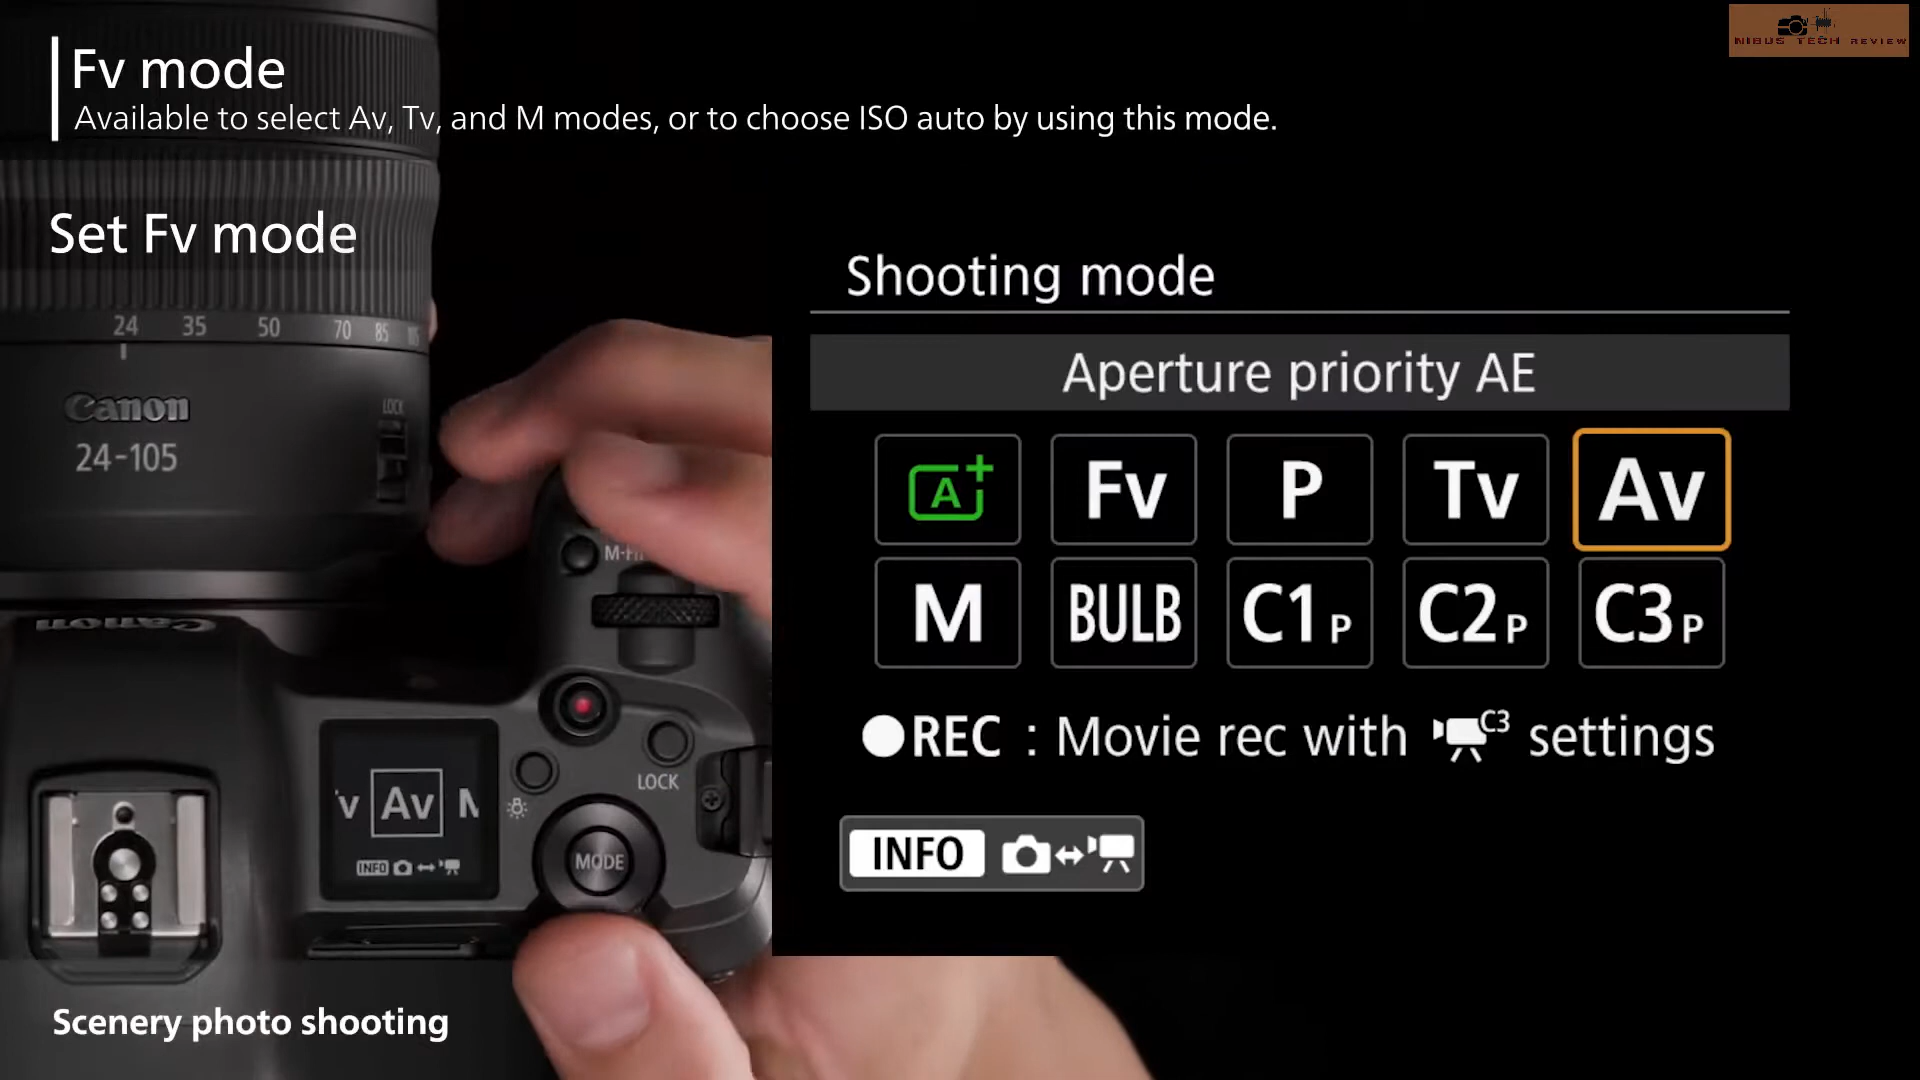 Fv mode
Available to select Av, Tv, and M modes, or to choose ISO auto by using this mode.
NIBUS TECH REVIEW
Set Fv mode
24 35 50 70 85 105
Canon
LOCK
24-105
Shooting mode
Aperture priority AE
A+ Fv P Tv Av
M BULB C1P C2P C3P
REC : Movie rec with C3 settings
INFO
Canon
LOCK
Av
INFO
MODE
Scenery photo shooting